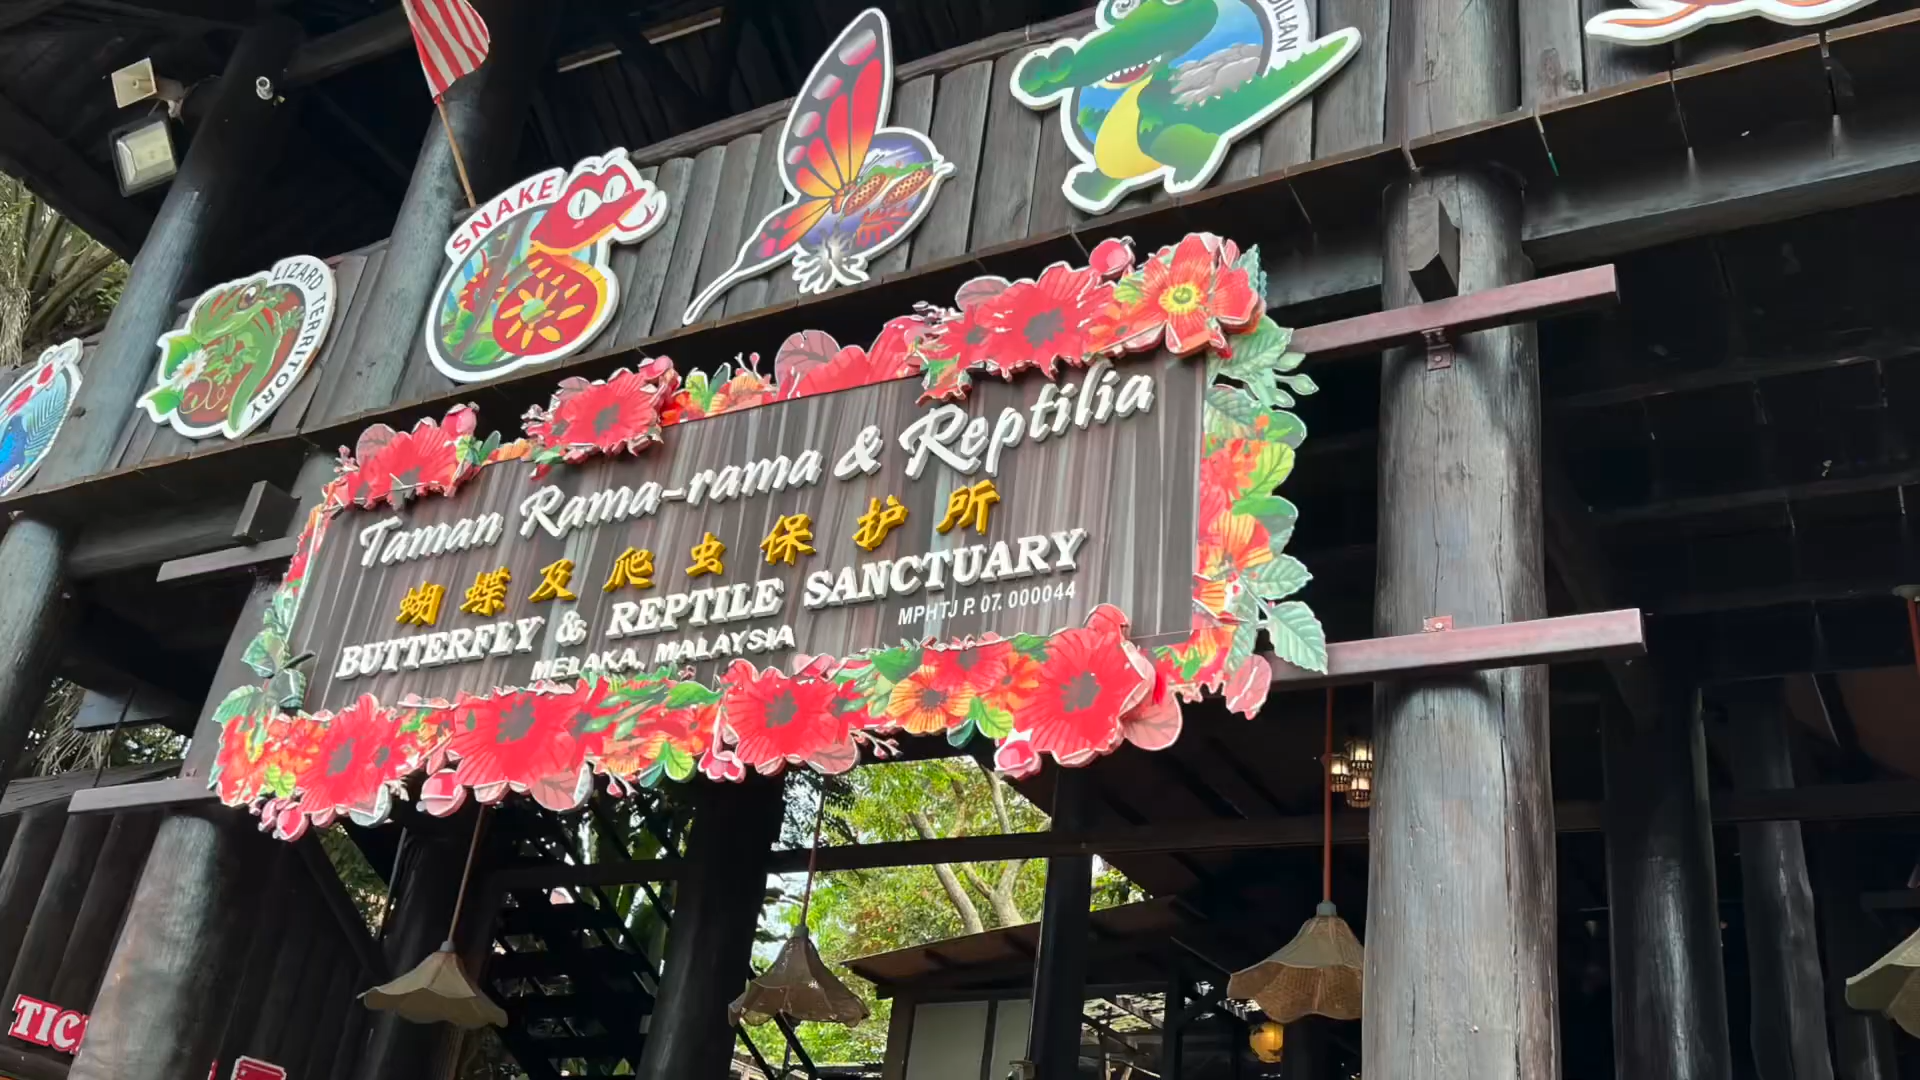 OILIAN
SNAKE
LIZARD TERRITORY
Taman Rama-rama & Reptilia
蝴蝶及爬虫保护所
BUTTERFLY & REPTILE SANCTUARY
MELAKA, MALAYSIA
MPHTJ P. 07. 000044
TIC